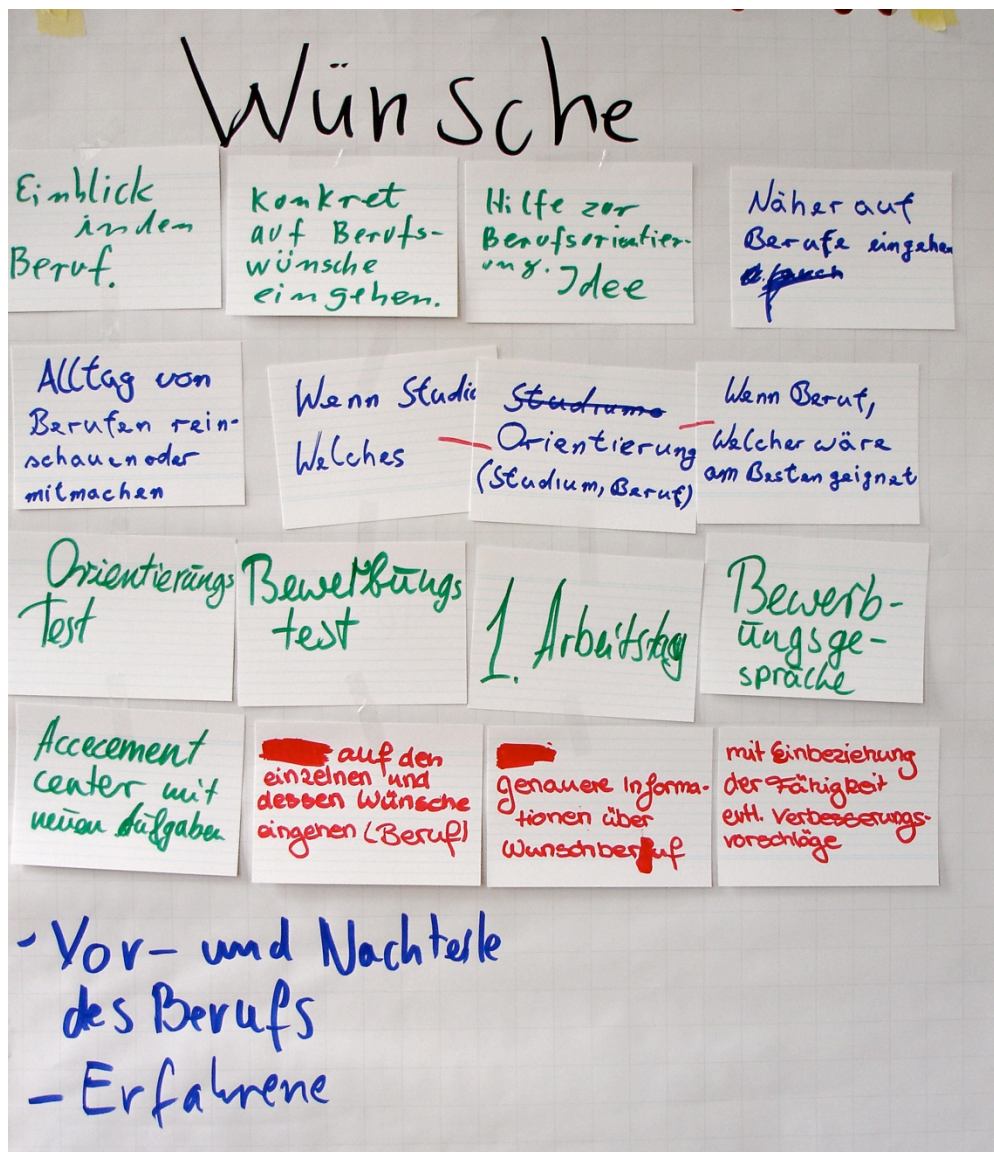 Wünsche
Einblick
in den
Beruf.
Konkret
auf Berufs-
wünsche
eingehen.
Hilfe zur
Berufsorientier-
ung. Idee
Näher auf
Berufe eingehen
Alltag von
Berufen rein-
schauen oder
mitmachen
Wenn Studiu
Welches
Studiums
Orientierung
(Studium, Beruf)
Wenn Beruf,
Welcher wäre
am Besten geignet
Orientierungs
Test
Bewerbungs
test
1. Arbeitstag
Bewerb-
ungsge-
spräche
Accecement
center mit
neuen Aufgaben
auf den
einzelnen und
dessen Wünsche
eingehen (Beruf)
genauere Informa-
tionen über
Wunschberuf
mit Einbeziehung
der Fähigkeit
evtl. Verbesserungs-
vorschläge
- Vor- und Nachteile
des Berufs
- Erfahrene